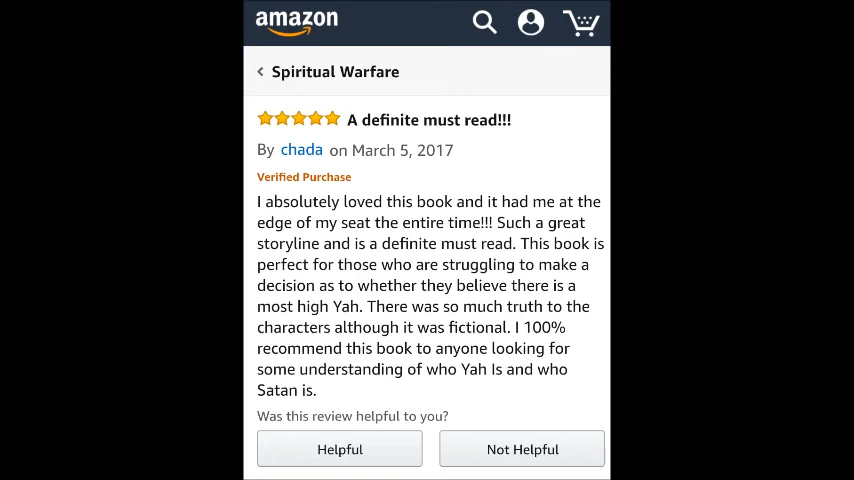 amazon
Spiritual Warfare
A definite must read!!!
By chada on March 5, 2017
Verified Purchase
I absolutely loved this book and it had me at the
edge of my seat the entire time!!! Such a great
storyline and is a definite must read. This book is
perfect for those who are struggling to make a
decision as to whether they believe there is a
most high Yah. There was so much truth to the
characters although it was fictional. I 100%
recommend this book to anyone looking for
some understanding of who Yah Is and who
Satan is.
Was this review helpful to you?
Helpful
Not Helpful